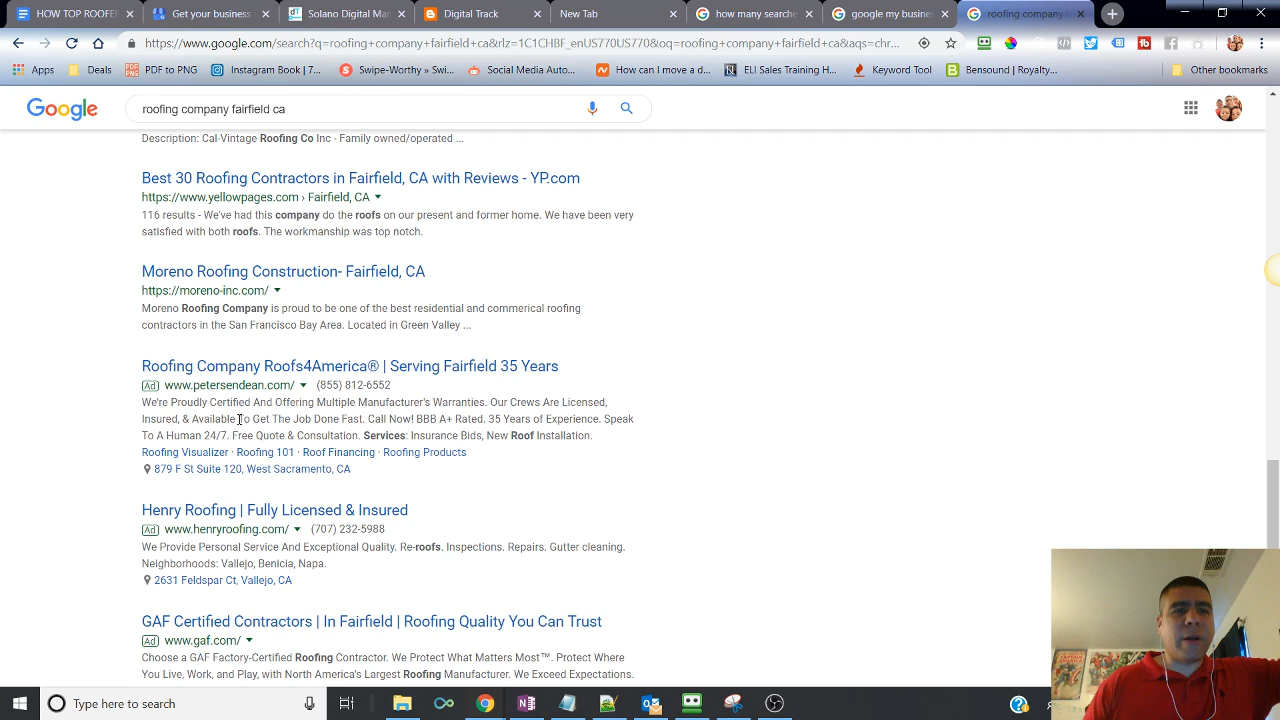 HOW TOP ROOFER
Get your business
Solano Digital Mar
Digital Track
New Tab
how many searche
google my busines
roofing company
https://www.google.com/search?q=roofing+company+fairfield+ca&rlz=1C1CHBF_enUS770US770&oq=roofing+company+fairfield+ca&aqs=chr...
Apps
Deals
PDF to PNG
Instagram Book | 7...
Swipe-Worthy » Swi...
Social Media Auto...
How can I move a d...
ELI Sales Training H...
Keyword Tool
Bensound | Royalty...
Other bookmarks
Google
roofing company fairfield ca
Description: Cal-Vintage Roofing Co Inc - Family owned/operated ...
Best 30 Roofing Contractors in Fairfield, CA with Reviews - YP.com
https://www.yellowpages.com › Fairfield, CA
116 results - We've had this company do the roofs on our present and former home. We have been very
satisfied with both roofs. The workmanship was top notch.
Moreno Roofing Construction- Fairfield, CA
https://moreno-inc.com/
Moreno Roofing Company is proud to be one of the best residential and commerical roofing
contractors in the San Francisco Bay Area. Located in Green Valley ...
Roofing Company Roofs4America® | Serving Fairfield 35 Years
Ad www.petersendean.com/ (855) 812-6552
We're Proudly Certified And Offering Multiple Manufacturer's Warranties. Our Crews Are Licensed,
Insured, & Available To Get The Job Done Fast. Call Now! BBB A+ Rated. 35 Years of Experience. Speak
To A Human 24/7. Free Quote & Consultation. Services: Insurance Bids, New Roof Installation.
Roofing Visualizer · Roofing 101 · Roof Financing · Roofing Products
879 F St Suite 120, West Sacramento, CA
Henry Roofing | Fully Licensed & Insured
Ad www.henryroofing.com/ (707) 232-5988
We Provide Personal Service And Exceptional Quality. Re-roofs. Inspections. Repairs. Gutter cleaning.
Neighborhoods: Vallejo, Benicia, Napa.
2631 Feldspar Ct, Vallejo, CA
GAF Certified Contractors | In Fairfield | Roofing Quality You Can Trust
Ad www.gaf.com/
Choose a GAF Factory-Certified Roofing Contractor. We Protect What Matters Most™. Protect Where
You Live, Work, and Play, with North America's Largest Roofing Manufacturer. We Exceed Expectations.
Type here to search